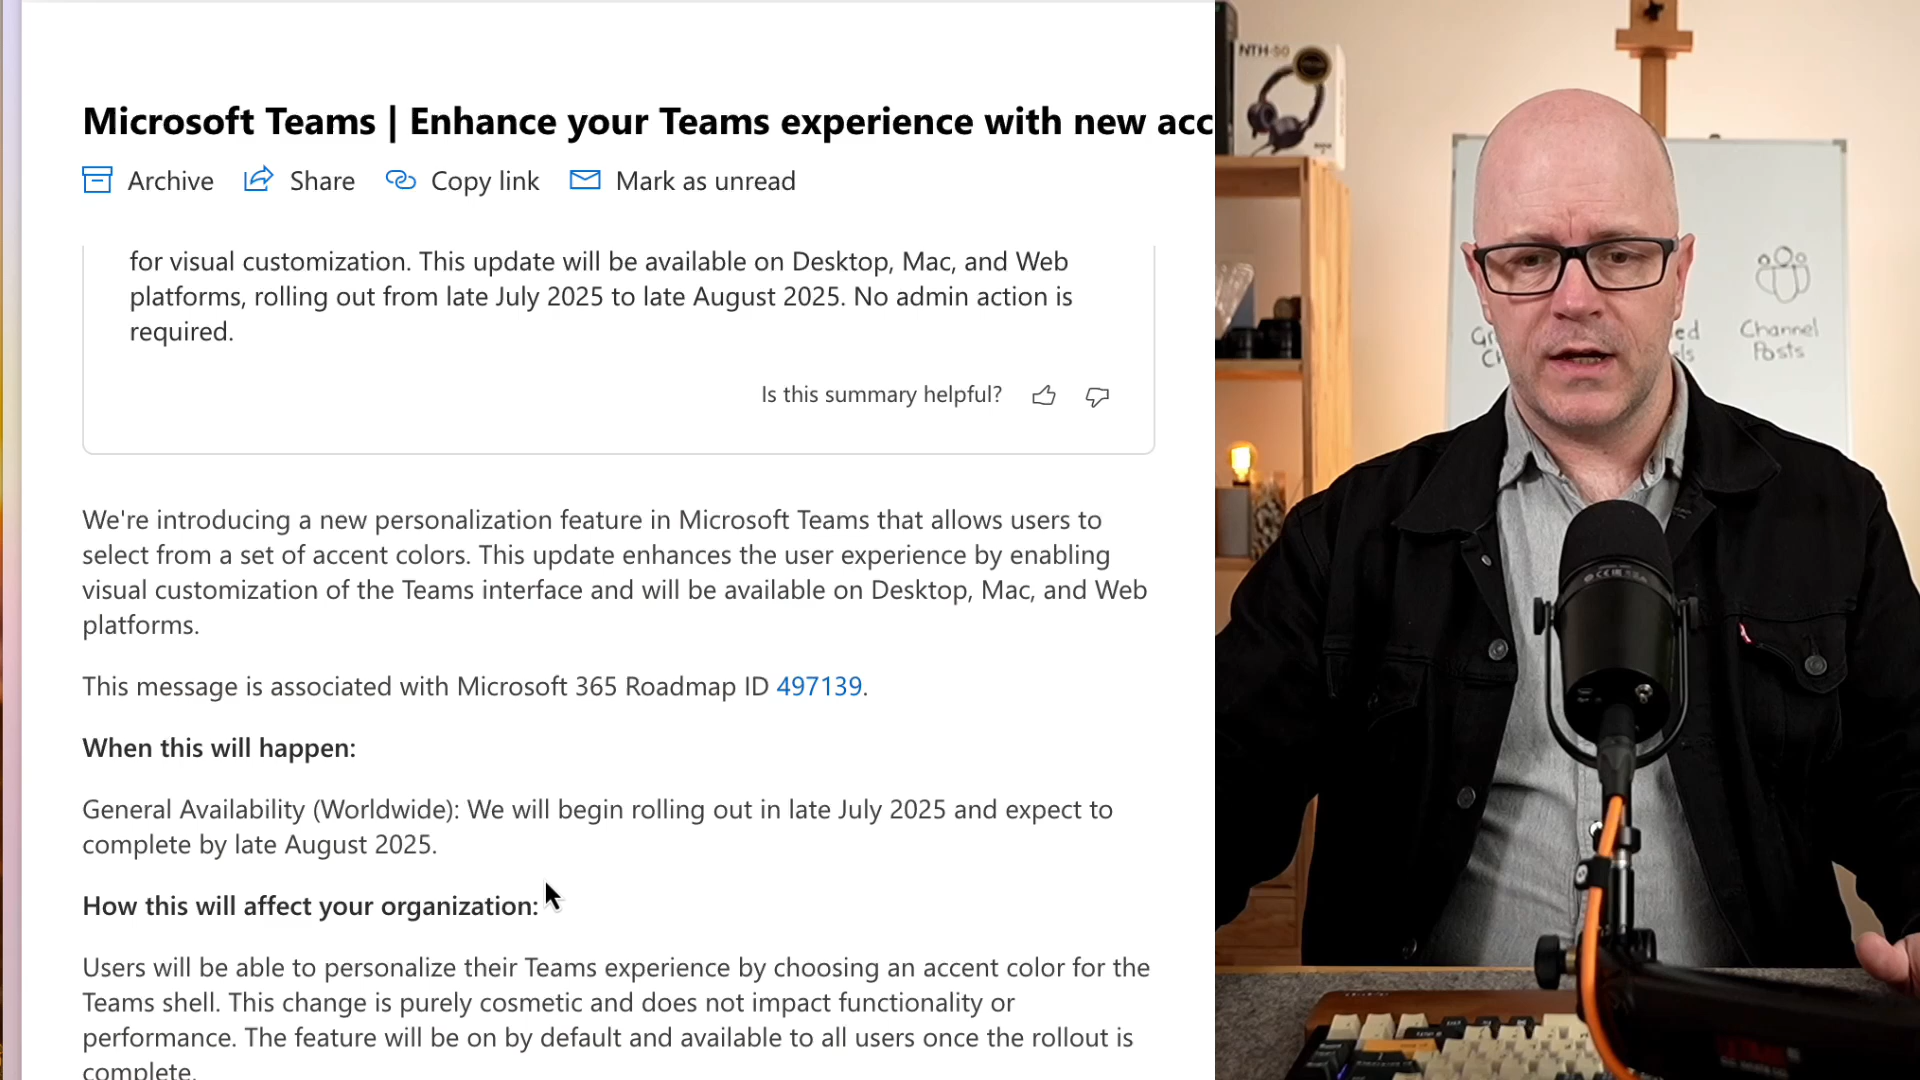 Microsoft Teams | Enhance your Teams experience with new acc
Archive Share Copy link Mark as unread
for visual customization. This update will be available on Desktop, Mac, and Web
platforms, rolling out from late July 2025 to late August 2025. No admin action is
required.
Is this summary helpful?
We're introducing a new personalization feature in Microsoft Teams that allows users to
select from a set of accent colors. This update enhances the user experience by enabling
visual customization of the Teams interface and will be available on Desktop, Mac, and Web
platforms.
This message is associated with Microsoft 365 Roadmap ID 497139.
When this will happen:
General Availability (Worldwide): We will begin rolling out in late July 2025 and expect to
complete by late August 2025.
How this will affect your organization:
Users will be able to personalize their Teams experience by choosing an accent color for the
Teams shell. This change is purely cosmetic and does not impact functionality or
performance. The feature will be on by default and available to all users once the rollout is
complete.
NTH-50
Channel
Posts